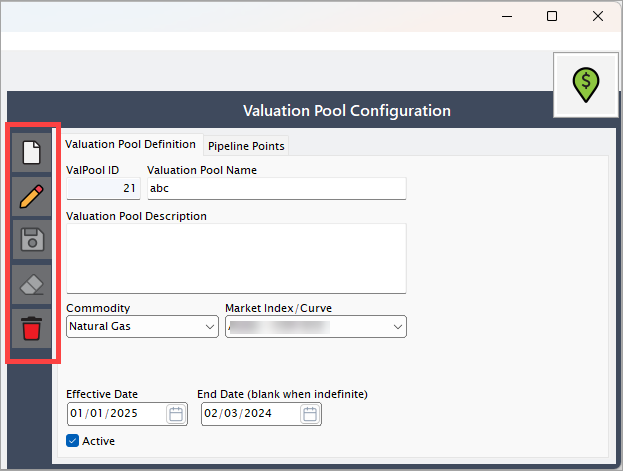 $
Valuation Pool Configuration
Valuation Pool Definition Pipeline Points
ValPool ID Valuation Pool Name
21 abc
Valuation Pool Description
Commodity Market Index/Curve
Natural Gas
Effective Date End Date (blank when indefinite)
01/01/2025 02/03/2024
Active